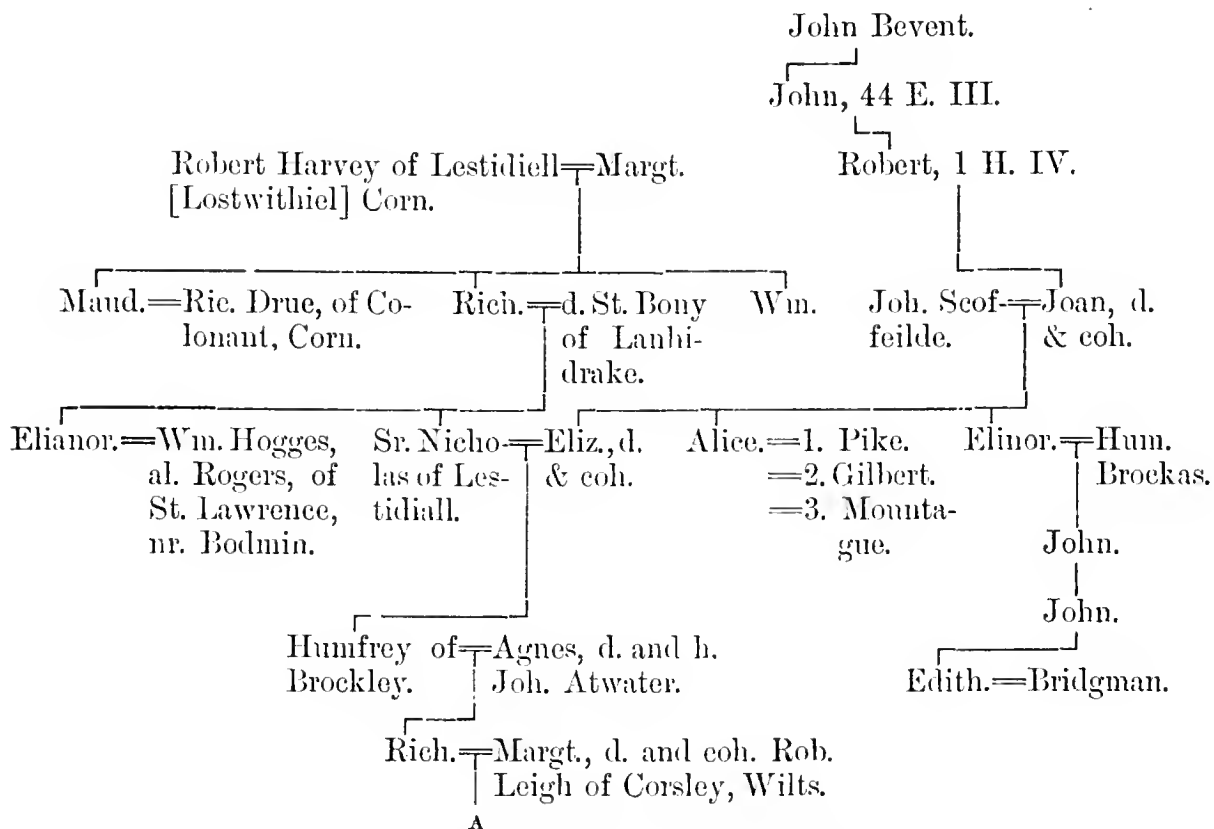 John Bevent.
John, 44 E. III.
Robert Harvey of Lestidiell=Margt.
[Lostwithiel] Corn.
Robert, 1 H. IV.
Maud.=Ric. Drue, of Co-
lonant, Corn.
Rich.=d. St. Bony
of Lanhi-
drake.
Wm.
Joh. Scof-=Joan, d.
feilde. & coh.
Elianor.=Wm. Hogges,
al. Rogers, of
St. Lawrence,
nr. Bodmin.
Sr. Nicho-=Eliz., d.
las of Les- & coh.
tidiall.
Alice.=1. Pike.
=2. Gilbert.
=3. Mounta-
gue.
Elinor.=Hum.
Brockas.
John.
John.
Humfrey of=Agnes, d. and h.
Brockley. Joh. Atwater.
Edith.=Bridgman.
Rich.=Margt., d. and coh. Rob.
Leigh of Corsley, Wilts.
A